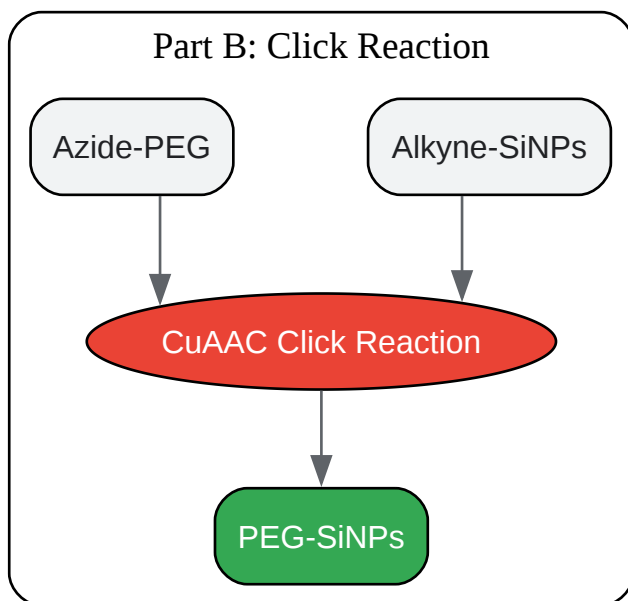 Part B: Click Reaction
Azide-PEG
Alkyne-SiNPs
CuAAC Click Reaction
PEG-SiNPs